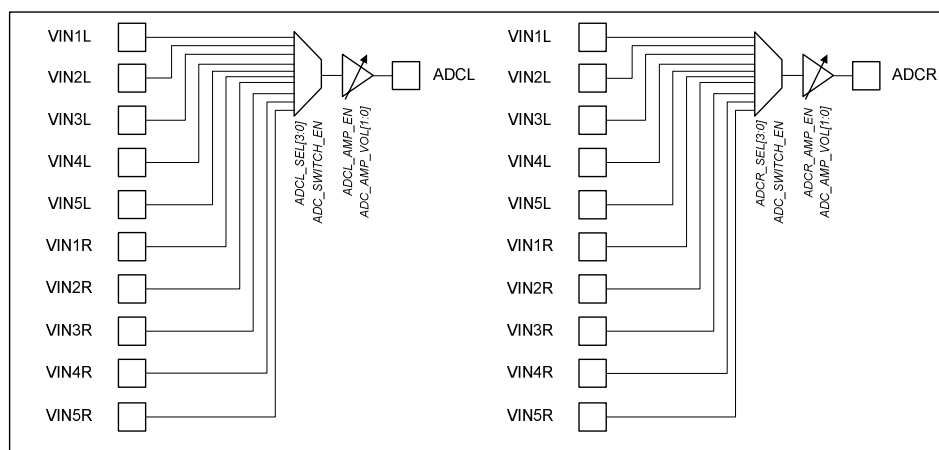 VIN1L
VIN2L
VIN3L
VIN4L
VIN5L
VIN1R
VIN2R
VIN3R
VIN4R
VIN5R
ADCL_SEL[3:0]
ADC_SWITCH_EN
ADCL_AMP_EN
ADC_AMP_VOL[1:0]
ADCL
VIN1L
VIN2L
VIN3L
VIN4L
VIN5L
VIN1R
VIN2R
VIN3R
VIN4R
VIN5R
ADCR_SEL[3:0]
ADC_SWITCH_EN
ADCR_AMP_EN
ADC_AMP_VOL[1:0]
ADCR